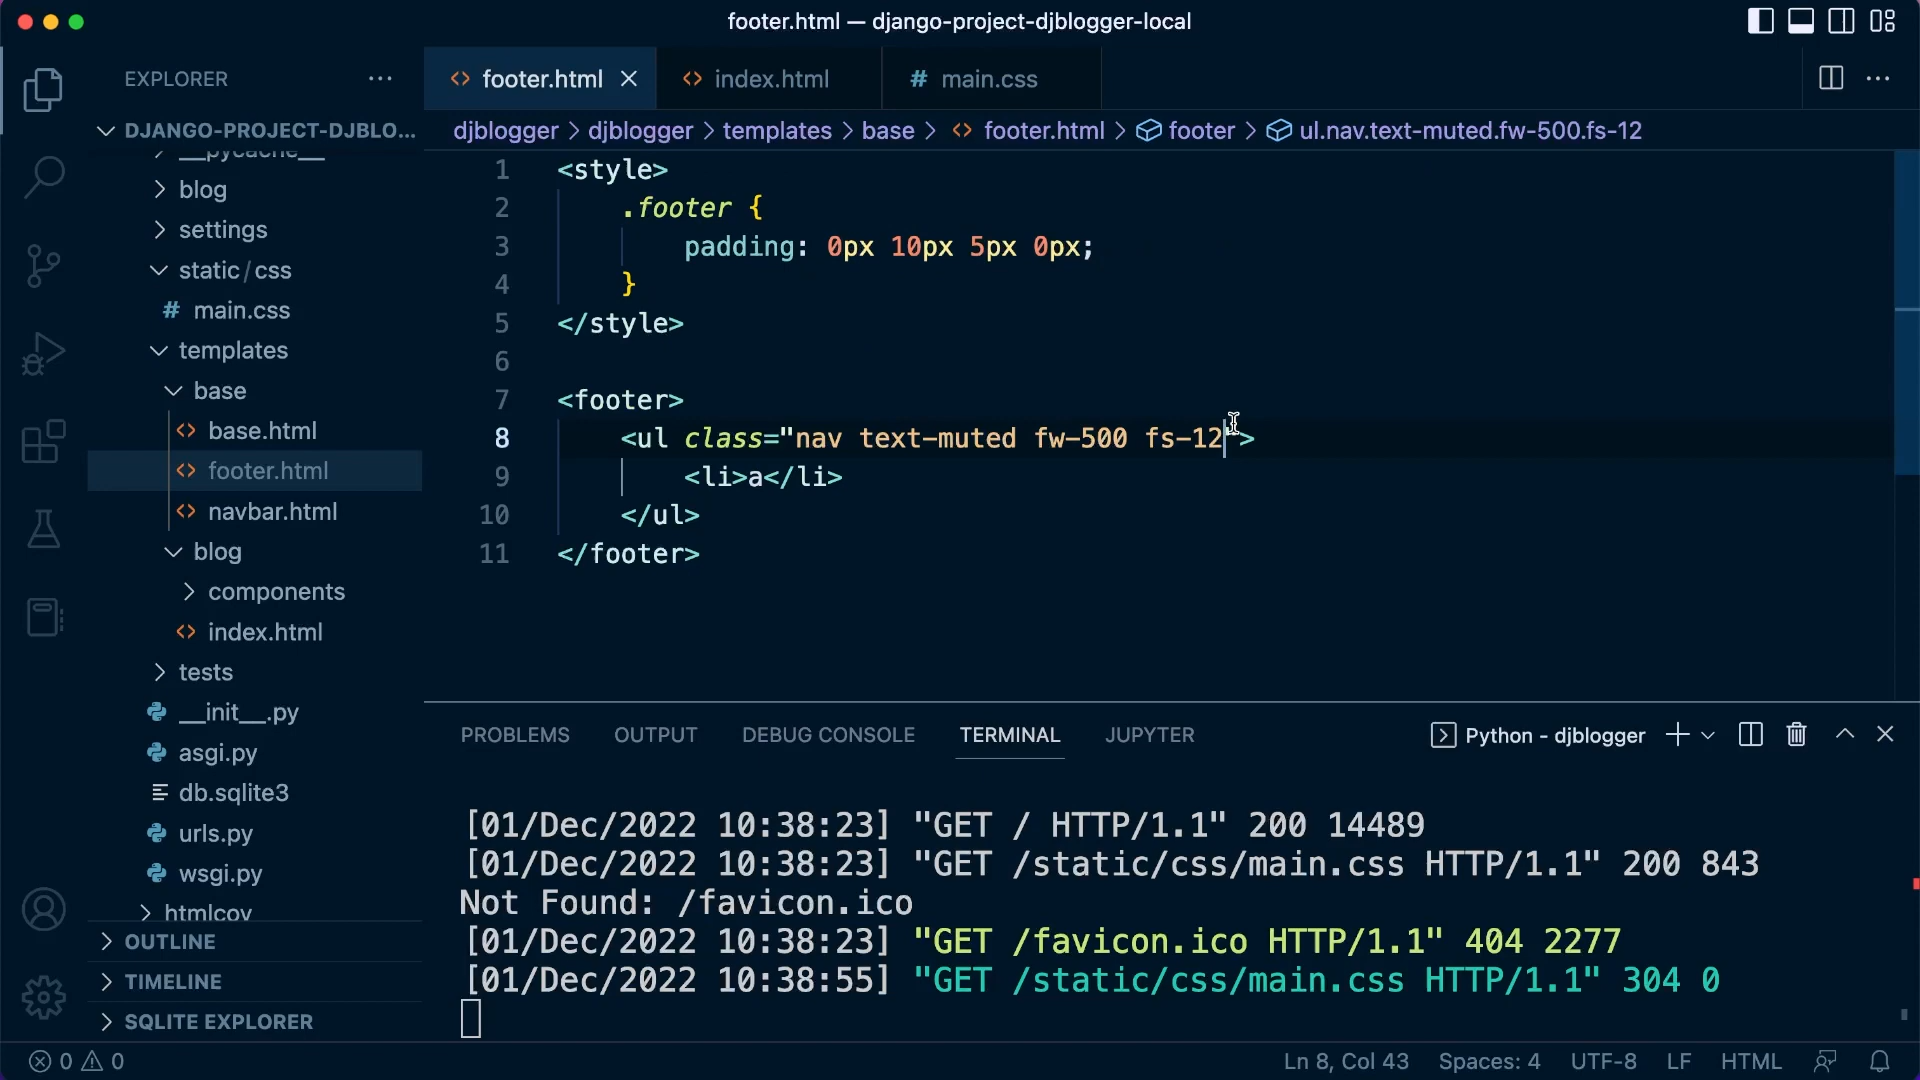 footer.html — django-project-djblogger-local
EXPLORER
footer.html
index.html
# main.css
DJANGO-PROJECT-DJBLO...
djblogger > djblogger > templates > base > footer.html > footer > ul.nav.text-muted.fw-500.fs-12
__pycache__
blog
settings
static/css
# main.css
templates
base
base.html
footer.html
navbar.html
blog
components
index.html
tests
__init__.py
asgi.py
db.sqlite3
urls.py
wsgi.py
htmlcov
OUTLINE
TIMELINE
SQLITE EXPLORER
1 <style>
2 .footer {
3 padding: 0px 10px 5px 0px;
4 }
5 </style>
6
7 <footer>
8 <ul class="nav text-muted fw-500 fs-12">
9 <li>a</li>
10 </ul>
11 </footer>
PROBLEMS OUTPUT DEBUG CONSOLE TERMINAL JUPYTER
Python - djblogger
[01/Dec/2022 10:38:23] "GET / HTTP/1.1" 200 14489
[01/Dec/2022 10:38:23] "GET /static/css/main.css HTTP/1.1" 200 843
Not Found: /favicon.ico
[01/Dec/2022 10:38:23] "GET /favicon.ico HTTP/1.1" 404 2277
[01/Dec/2022 10:38:55] "GET /static/css/main.css HTTP/1.1" 304 0
0 0
Ln 8, Col 43 Spaces: 4 UTF-8 LF HTML